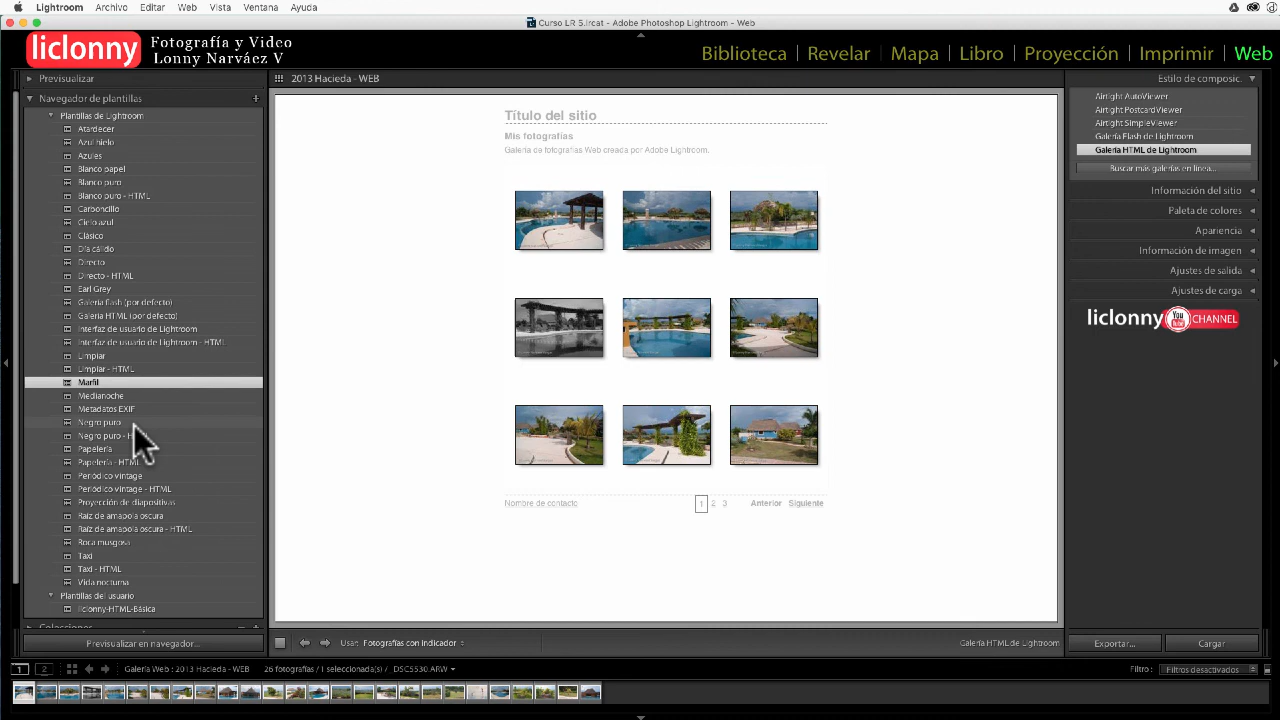 Lightroom Archivo Editar Web Vista Ventana Ayuda
Curso LR 5.lrcat - Adobe Photoshop Lightroom - Web
liclonny Fotografía y Video
Lonny Narváez V
Biblioteca | Revelar | Mapa | Libro | Proyección | Imprimir | Web
Previsualizar
Navegador de plantillas
Plantillas de Lightroom
Atardecer
Azul hielo
Azules
Blanco papel
Blanco puro
Blanco puro - HTML
Carboncillo
Cielo azul
Clásico
Día cálido
Directo
Directo - HTML
Earl Grey
Galería flash (por defecto)
Galería HTML (por defecto)
Interfaz de usuario de Lightroom
Interfaz de usuario de Lightroom - HTML
Limpiar
Limpiar - HTML
Marfil
Medianoche
Metadatos EXIF
Negro puro
Negro puro - H
Papelería
Papelería - HTML
Periódico vintage
Periódico vintage - HTML
Proyección de diapositivas
Raíz de amapola oscura
Raíz de amapola oscura - HTML
Roca musgosa
Taxi
Taxi - HTML
Vida nocturna
Plantillas del usuario
liclonny-HTML-Básica
Colecciones
Previsualizar en navegador...
2013 Hacieda - WEB
Título del sitio
Mis fotografías
Galería de fotografías Web creada por Adobe Lightroom.
Nombre de contacto
1 2 3 Anterior Siguiente
Usar: Fotografías con indicador
Galería HTML de Lightroom
Estilo de composic.
Airtight AutoViewer
Airtight PostcardViewer
Airtight SimpleViewer
Galería Flash de Lightroom
Galería HTML de Lightroom
Buscar más galerías en línea...
Información del sitio
Paleta de colores
Apariencia
Información de imagen
Ajustes de salida
Ajustes de carga
liclonny You Tube CHANNEL
Exportar... Cargar
1 2 Galería Web : 2013 Hacieda - WEB 26 fotografías / 1 seleccionada(s) / _DSC5530.ARW
Filtro : Filtros desactivados